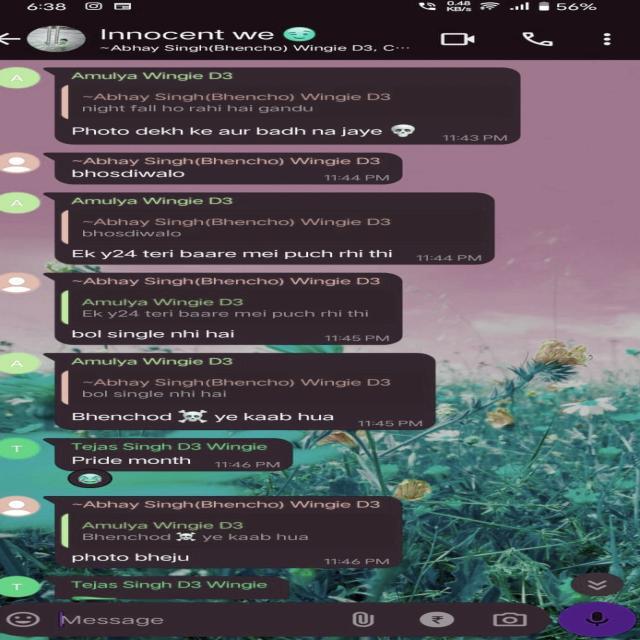 6:38
0.48
KB/s
56%
Innocent we
~Abhay Singh(Bhencho) Wingie D3, C...
A
Amulya Wingie D3
~Abhay Singh(Bhencho) Wingie D3
night fall ho rahi hai gandu
Photo dekh ke aur badh na jaye 💀
11:43 PM
~Abhay Singh(Bhencho) Wingie D3
bhosdiwalo
11:44 PM
A
Amulya Wingie D3
~Abhay Singh(Bhencho) Wingie D3
bhosdiwalo
Ek y24 teri baare mei puch rhi thi
11:44 PM
~Abhay Singh(Bhencho) Wingie D3
Amulya Wingie D3
Ek y24 teri baare mei puch rhi thi
bol single nhi hai
11:45 PM
A
Amulya Wingie D3
~Abhay Singh(Bhencho) Wingie D3
bol single nhi hai
Bhenchod ☠️ ye kaab hua
11:45 PM
T
Tejas Singh D3 Wingie
Pride month
11:46 PM
~Abhay Singh(Bhencho) Wingie D3
Amulya Wingie D3
Bhenchod ☠️ ye kaab hua
photo bheju
11:46 PM
T
Tejas Singh D3 Wingie
Message
₹